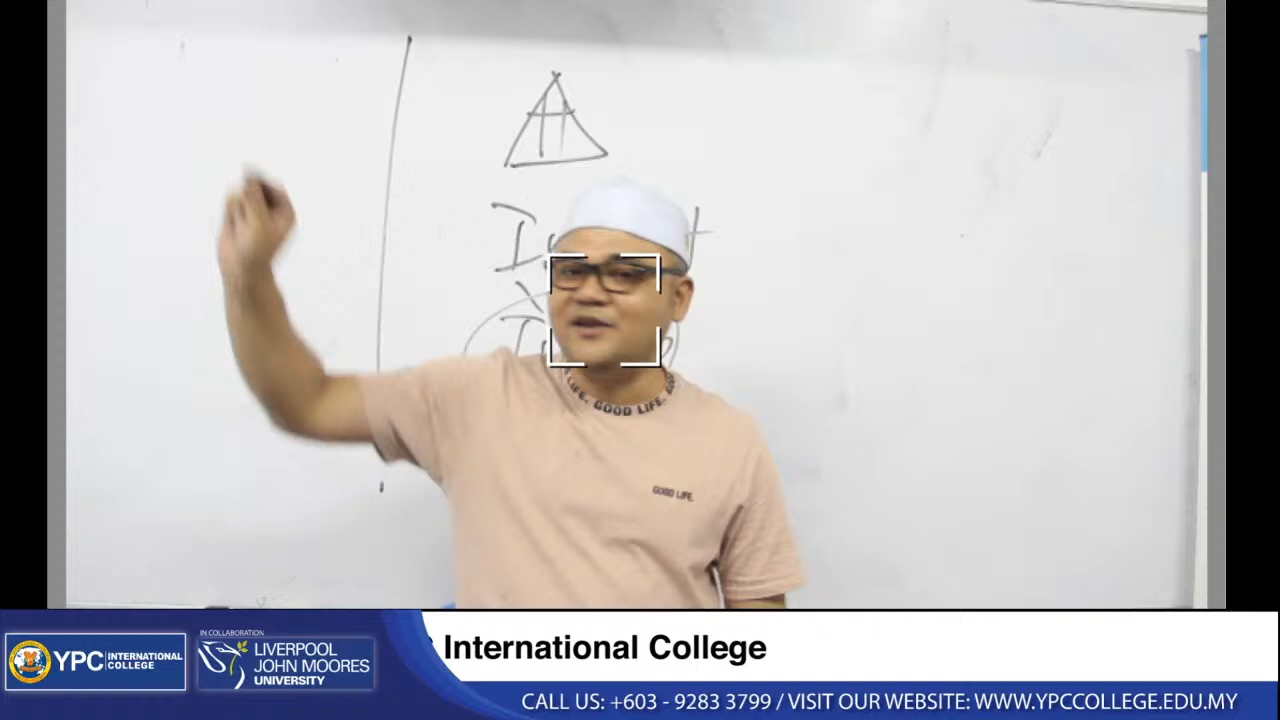 GOOD LIFE.
LIFE. GOOD LIFE. GOOD
YPC INTERNATIONAL COLLEGE
IN COLLABORATION
LIVERPOOL
JOHN MOORES
UNIVERSITY
International College
CALL US: +603 - 9283 3799 / VISIT OUR WEBSITE: WWW.YPCCOLLEGE.EDU.MY